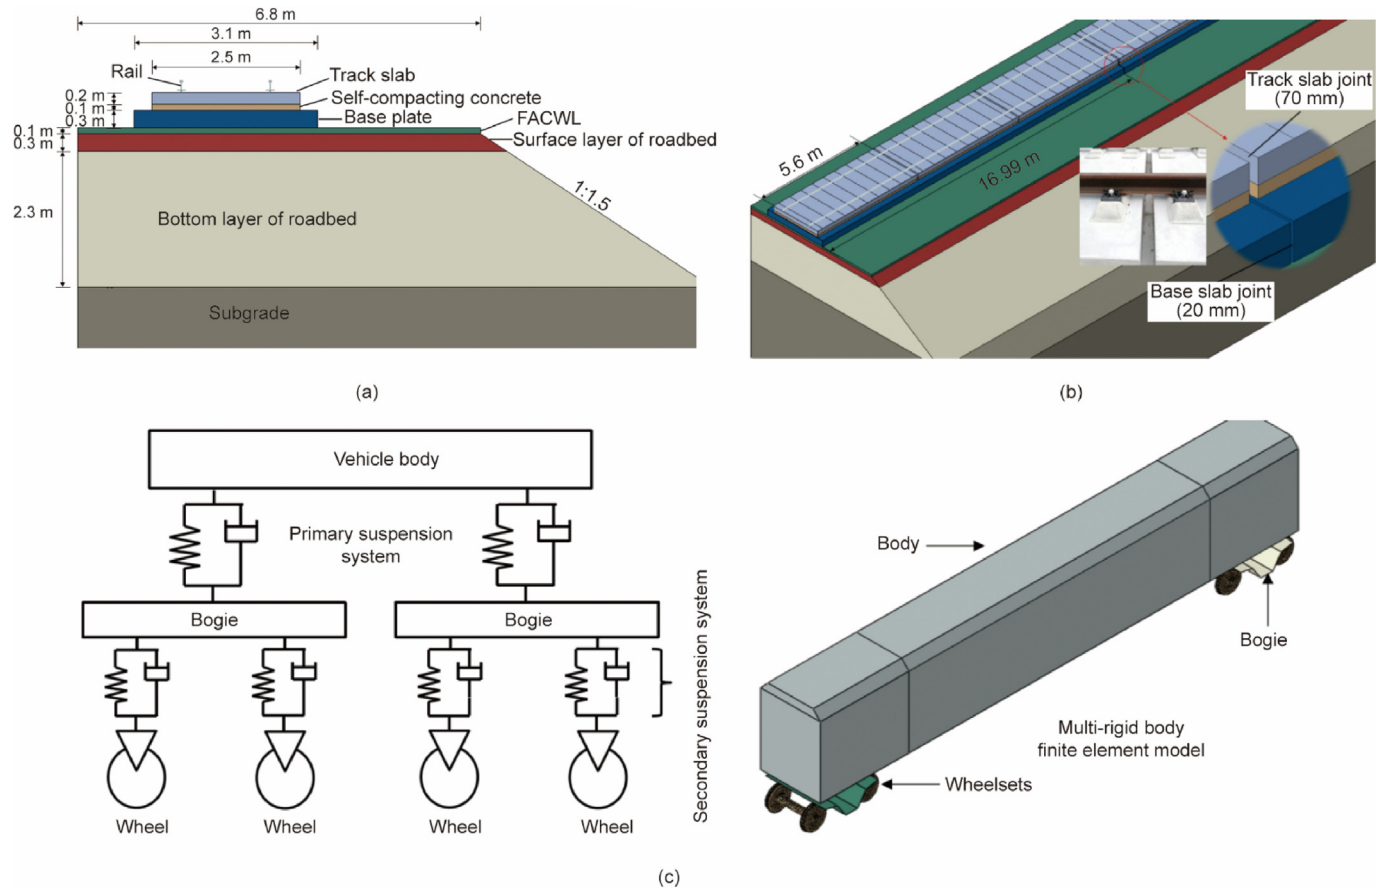 6.8 m
3.1 m
2.5 m
Rail
Track slab
0.2 m
Self-compacting concrete
0.1 m
Base plate
0.3 m
FACWL
0.1 m
Surface layer of roadbed
0.3 m
2.3 m
1:1.5
Bottom layer of roadbed
Subgrade
(a)
Track slab joint
(70 mm)
5.6 m
16.99 m
Base slab joint
(20 mm)
(b)
Vehicle body
Primary suspension
system
Bogie
Bogie
Secondary suspension system
Wheel
Wheel
Wheel
Wheel
Body
Bogie
Multi-rigid body
finite element model
Wheelsets
(c)